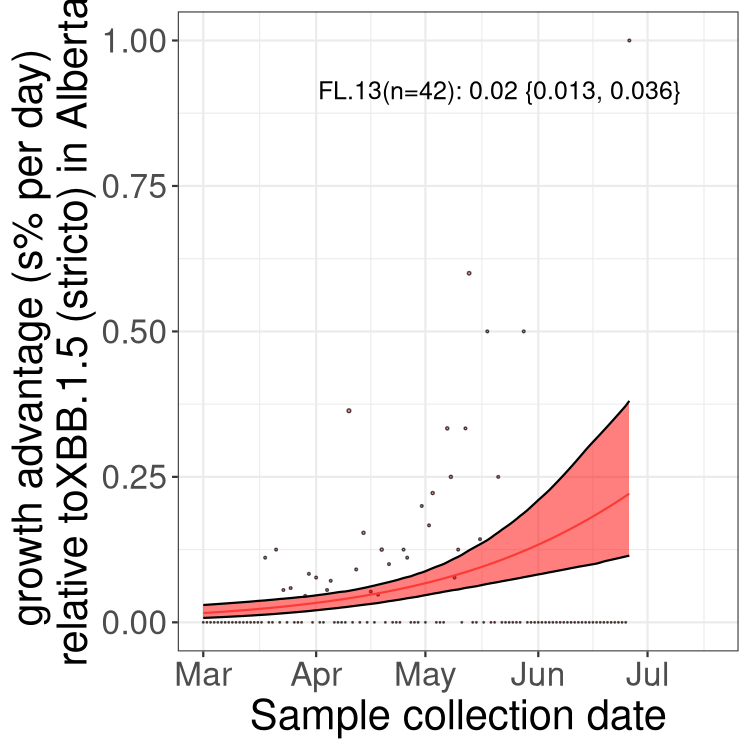 growth advantage (s% per day)
relative toXBB.1.5 (stricto) in Alberta
1.00
0.75
0.50
0.25
0.00
FL.13(n=42): 0.02 {0.013, 0.036}
Mar Apr May Jun Jul
Sample collection date